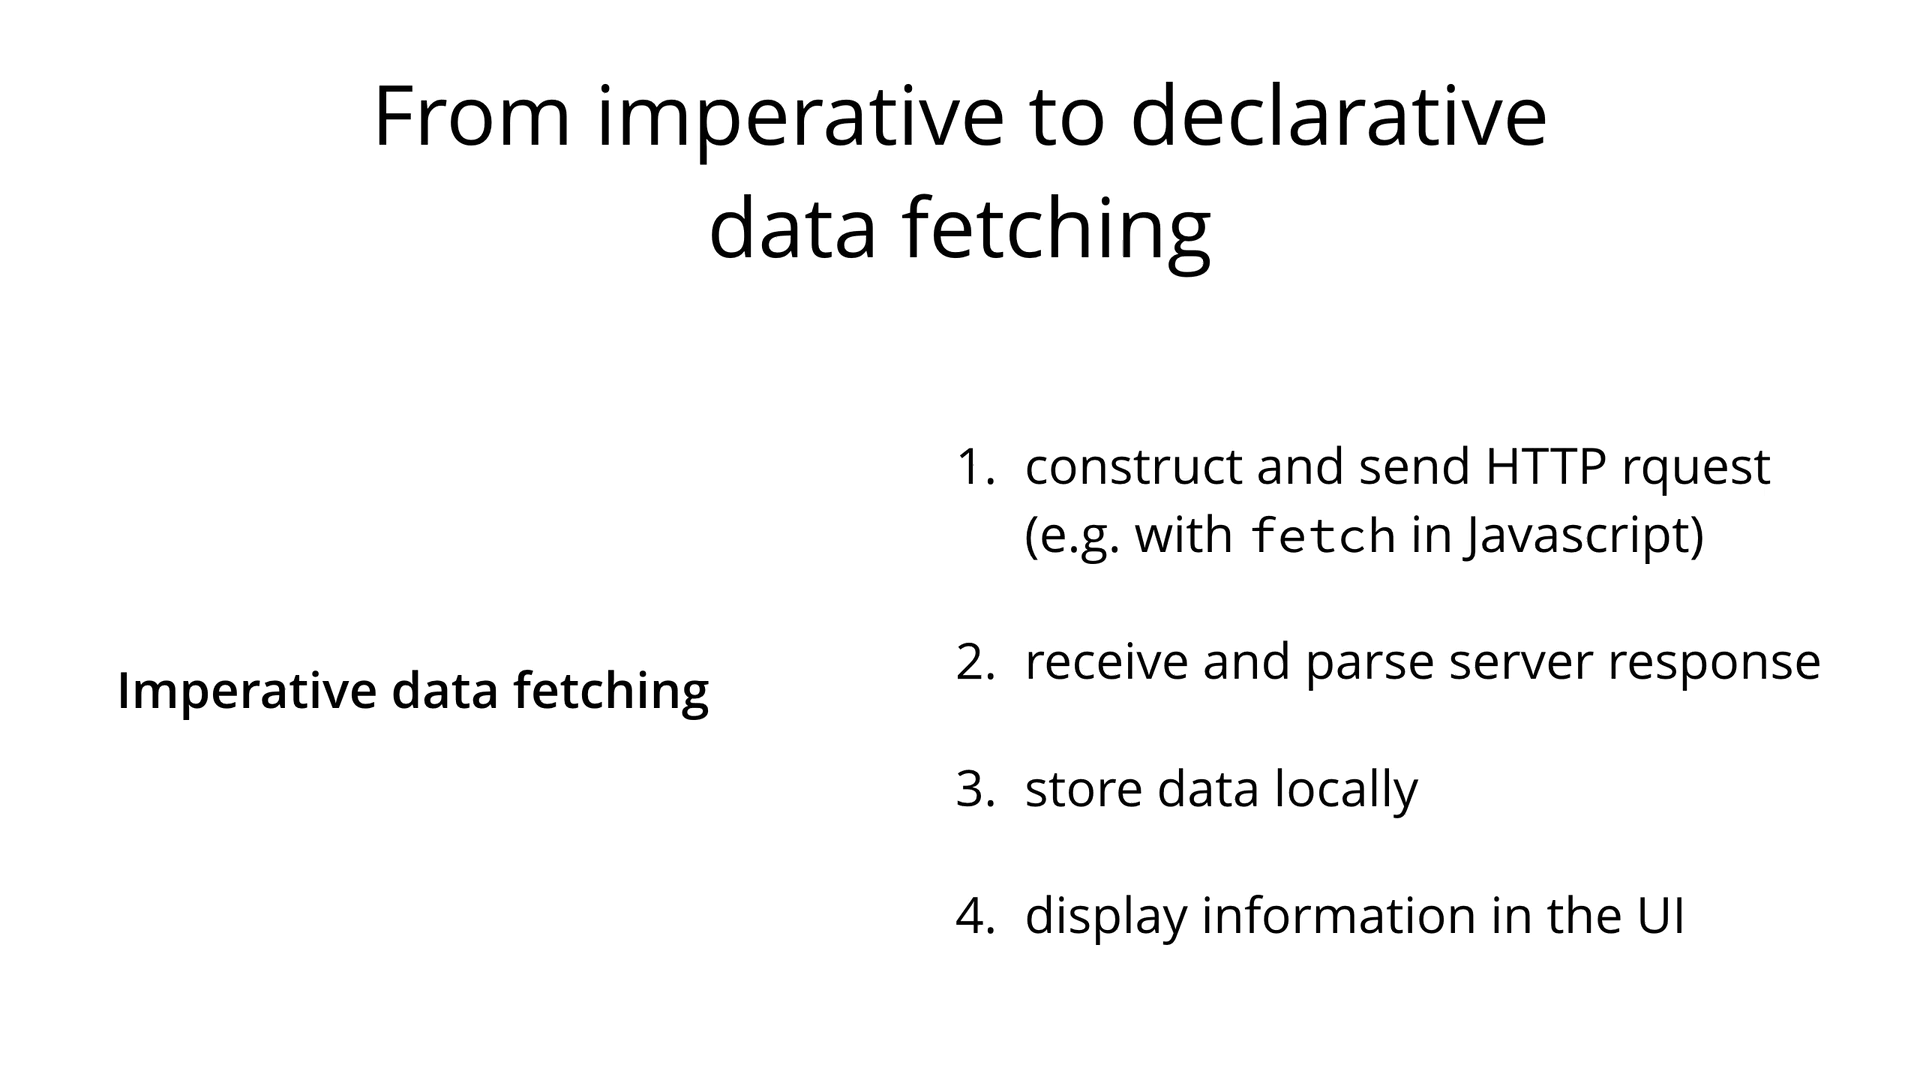 From imperative to declarative
data fetching
Imperative data fetching
1. construct and send HTTP rquest
(e.g. with fetch in Javascript)
2. receive and parse server response
3. store data locally
4. display information in the UI